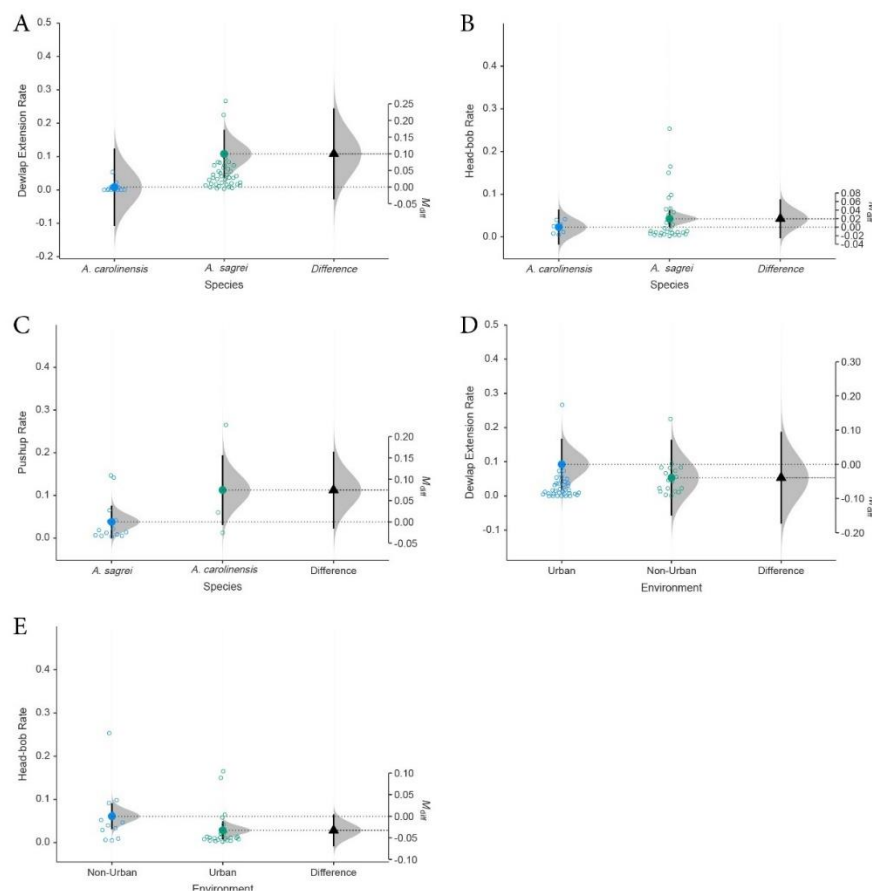 A
0.5
0.4
0.3
0.2
0.1
0.0
-0.1
-0.2
Dewlap Extension Rate
0.25
0.20
0.15
0.10
0.05
0.00
-0.05
Mdiff
A. carolinensis A. sagrei Difference
Species
B
0.4
0.3
0.2
0.1
0.0
Head-bob Rate
0.08
0.06
0.04
0.02
0.00
-0.02
-0.04
Mdiff
A. carolinensis A. sagrei Difference
Species
C
0.4
0.3
0.2
0.1
0.0
Pushup Rate
0.20
0.15
0.10
0.05
0.00
-0.05
Mdiff
A. sagrei A. carolinensis Difference
Species
D
0.5
0.4
0.3
0.2
0.1
0.0
-0.1
Dewlap Extension Rate
0.30
0.20
0.10
0.00
-0.10
-0.20
Mdiff
Urban Non-Urban Difference
Environment
E
0.4
0.3
0.2
0.1
0.0
Head-bob Rate
0.10
0.05
0.00
-0.05
-0.10
Mdiff
Non-Urban Urban Difference
Environment